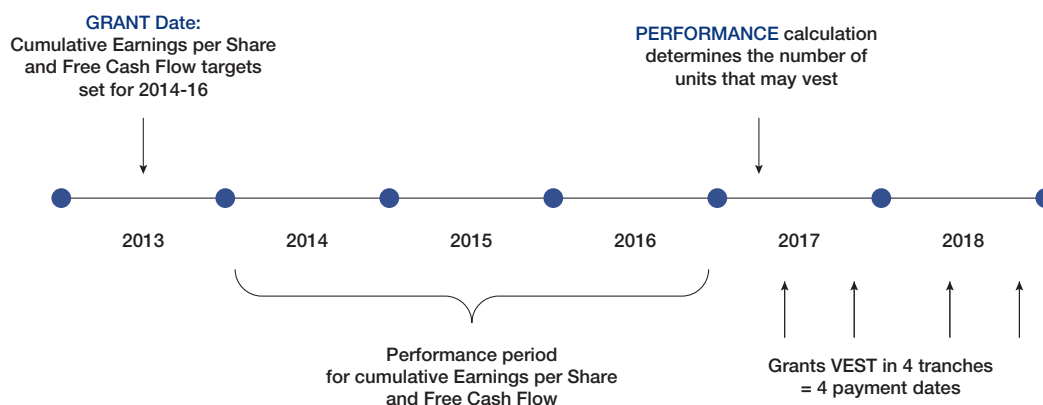 GRANT Date:
Cumulative Earnings per Share
and Free Cash Flow targets
set for 2014-16
PERFORMANCE calculation
determines the number of
units that may vest
2013
2014
2015
2016
2017
2018
Performance period
for cumulative Earnings per Share
and Free Cash Flow
Grants VEST in 4 tranches
= 4 payment dates